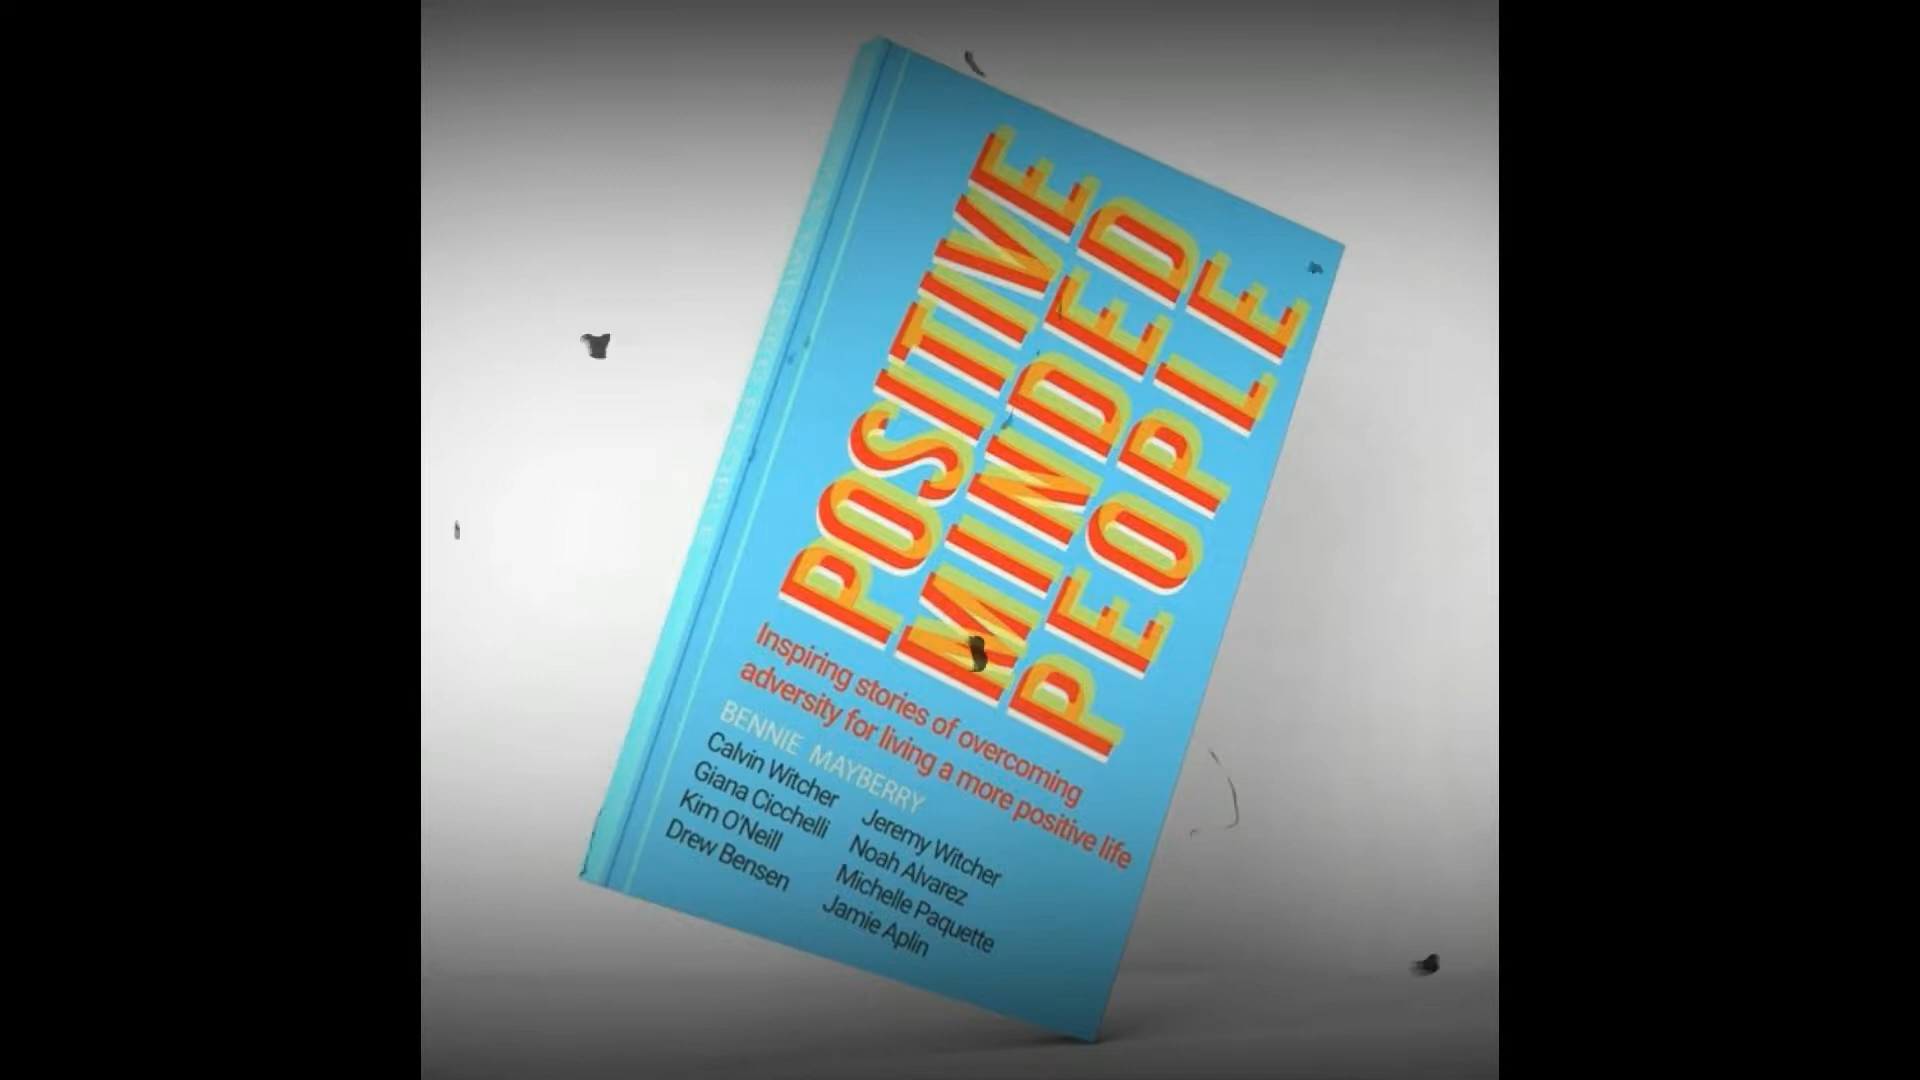 POSITIVE
MINDED
PEOPLE
Inspiring stories of overcoming
adversity for living a more positive life
BENNIE MAYBERRY
Calvin Witcher
Giana Cicchelli
Kim O'Neill
Drew Bensen
Jeremy Witcher
Noah Alvarez
Michelle Paquette
Jamie Aplin